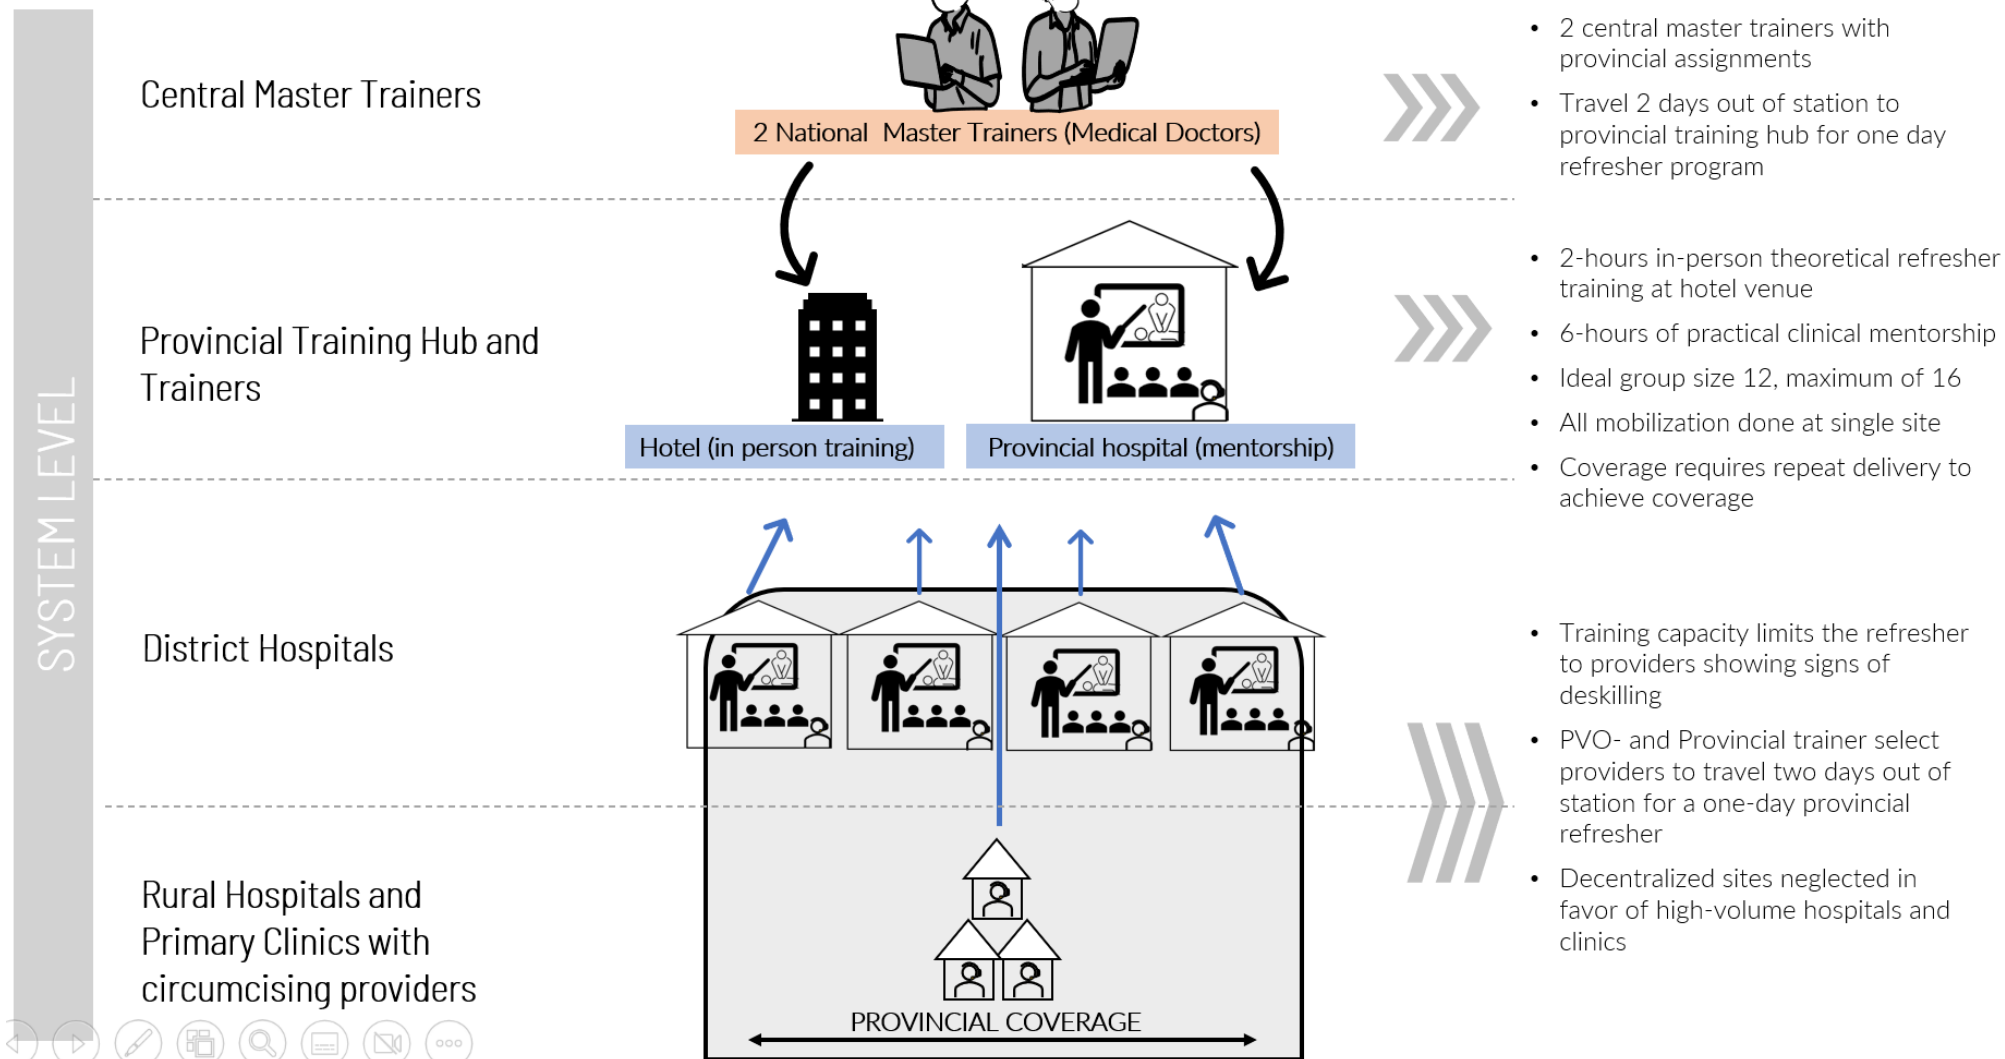 SYSTEM LEVEL
Central Master Trainers
2 National  Master Trainers (Medical Doctors)
• 2 central master trainers with
provincial assignments
• Travel 2 days out of station to
provincial training hub for one day
refresher program
Provincial Training Hub and
Trainers
Hotel (in person training)
Provincial hospital (mentorship)
• 2-hours in-person theoretical refresher
training at hotel venue
• 6-hours of practical clinical mentorship
• Ideal group size 12, maximum of 16
• All mobilization done at single site
• Coverage requires repeat delivery to
achieve coverage
District Hospitals
• Training capacity limits the refresher
to providers showing signs of
deskilling
• PVO- and Provincial trainer select
providers to travel two days out of
station for a one-day provincial
refresher
• Decentralized sites neglected in
favor of high-volume hospitals and
clinics
Rural Hospitals and
Primary Clinics with
circumcising providers
PROVINCIAL COVERAGE